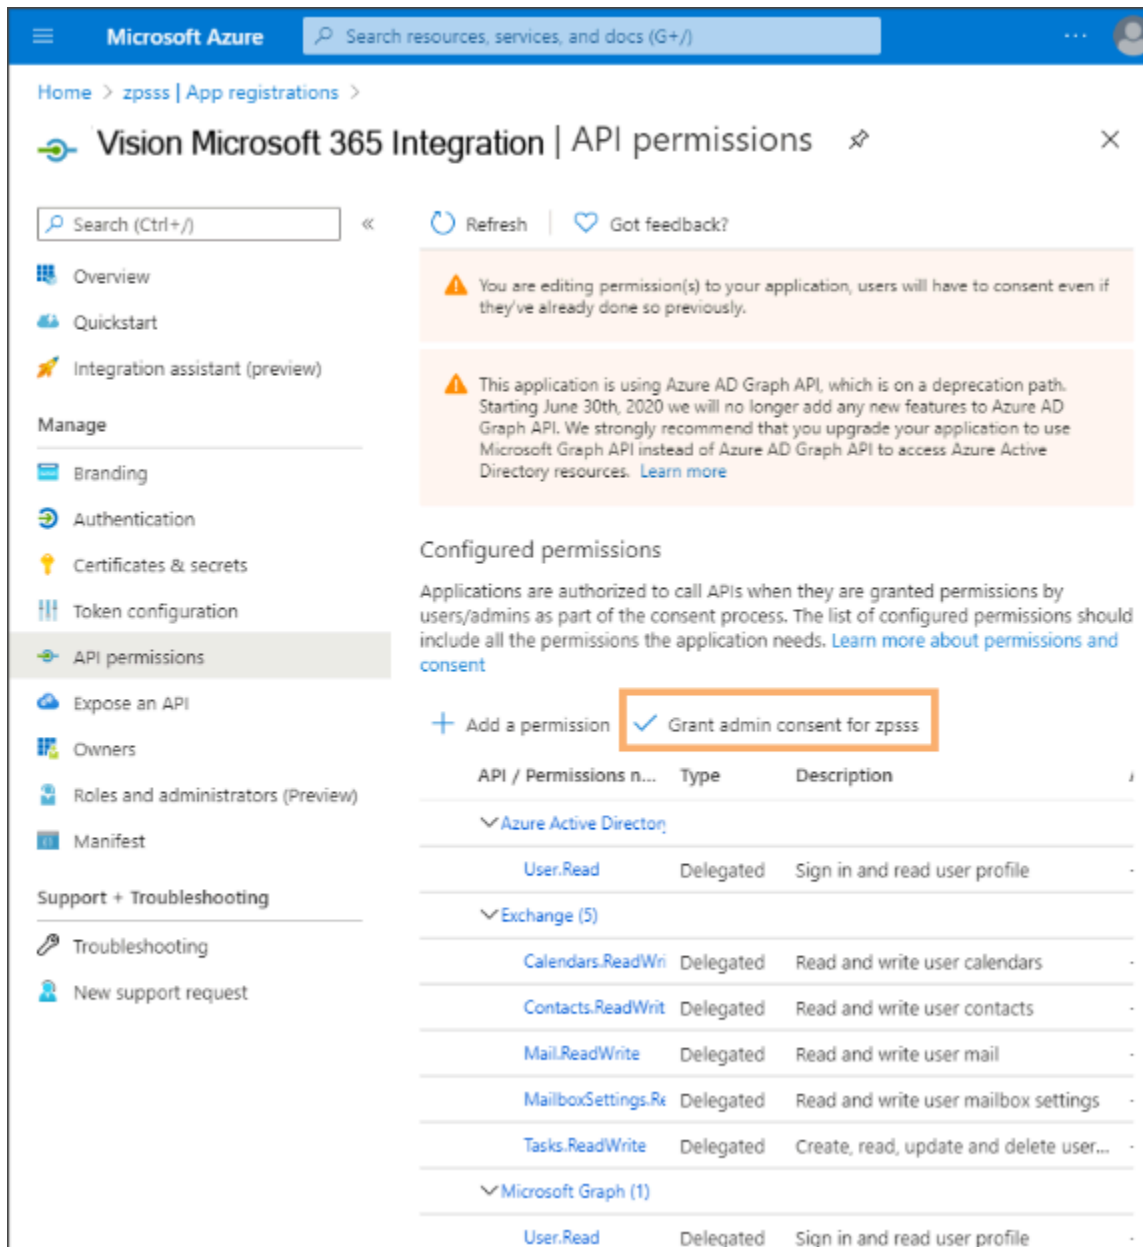 Microsoft Azure
Search resources, services, and docs (G+/)
Home > zpsss | App registrations >
Vision Microsoft 365 Integration | API permissions
Search (Ctrl+/)
«
Refresh
Got feedback?
Overview
Quickstart
Integration assistant (preview)
Manage
Branding
Authentication
Certificates & secrets
Token configuration
API permissions
Expose an API
Owners
Roles and administrators (Preview)
Manifest
Support + Troubleshooting
Troubleshooting
New support request
You are editing permission(s) to your application, users will have to consent even if
they've already done so previously.
This application is using Azure AD Graph API, which is on a deprecation path.
Starting June 30th, 2020 we will no longer add any new features to Azure AD
Graph API. We strongly recommend that you upgrade your application to use
Microsoft Graph API instead of Azure AD Graph API to access Azure Active
Directory resources. Learn more
Configured permissions
Applications are authorized to call APIs when they are granted permissions by
users/admins as part of the consent process. The list of configured permissions should
include all the permissions the application needs. Learn more about permissions and
consent
Add a permission
Grant admin consent for zpsss
API / Permissions n... Type Description
Azure Active Director
User.Read Delegated Sign in and read user profile -
Exchange (5)
Calendars.ReadWri Delegated Read and write user calendars -
Contacts.ReadWrit Delegated Read and write user contacts -
Mail.ReadWrite Delegated Read and write user mail -
MailboxSettings.Re Delegated Read and write user mailbox settings -
Tasks.ReadWrite Delegated Create, read, update and delete user... -
Microsoft Graph (1)
User.Read Delegated Sign in and read user profile -